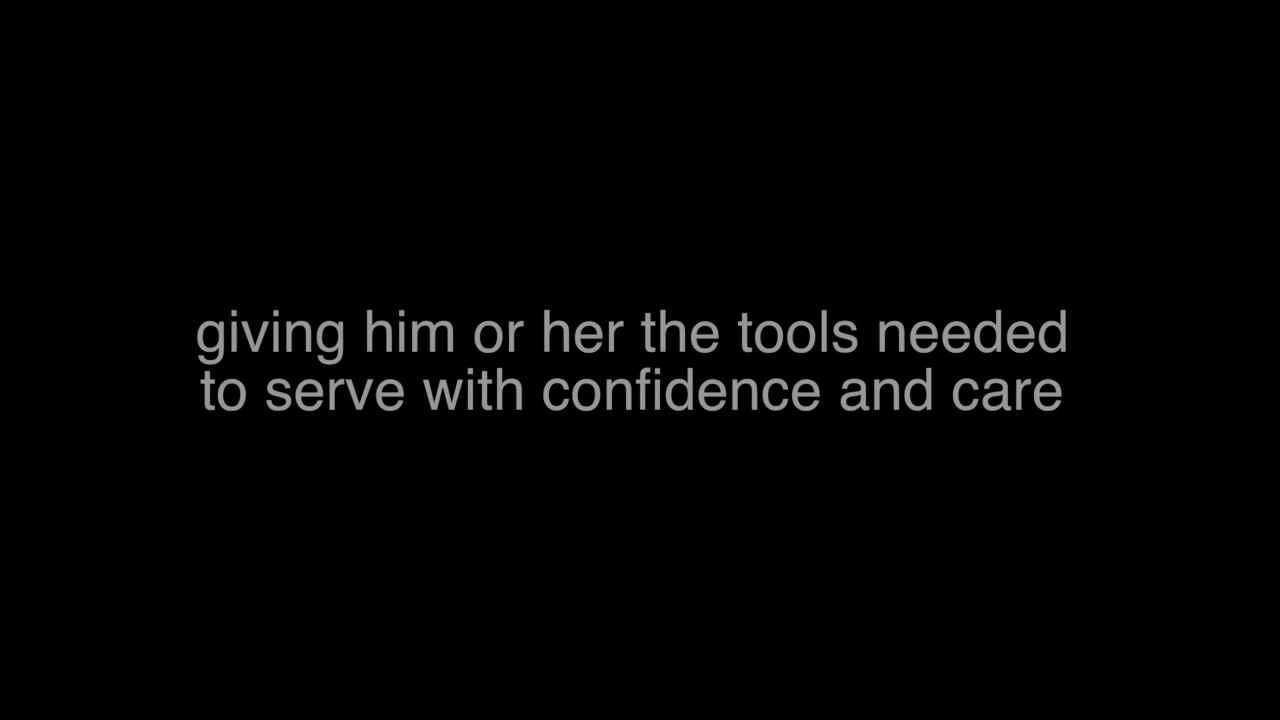 giving him or her the tools needed
to serve with confidence and care